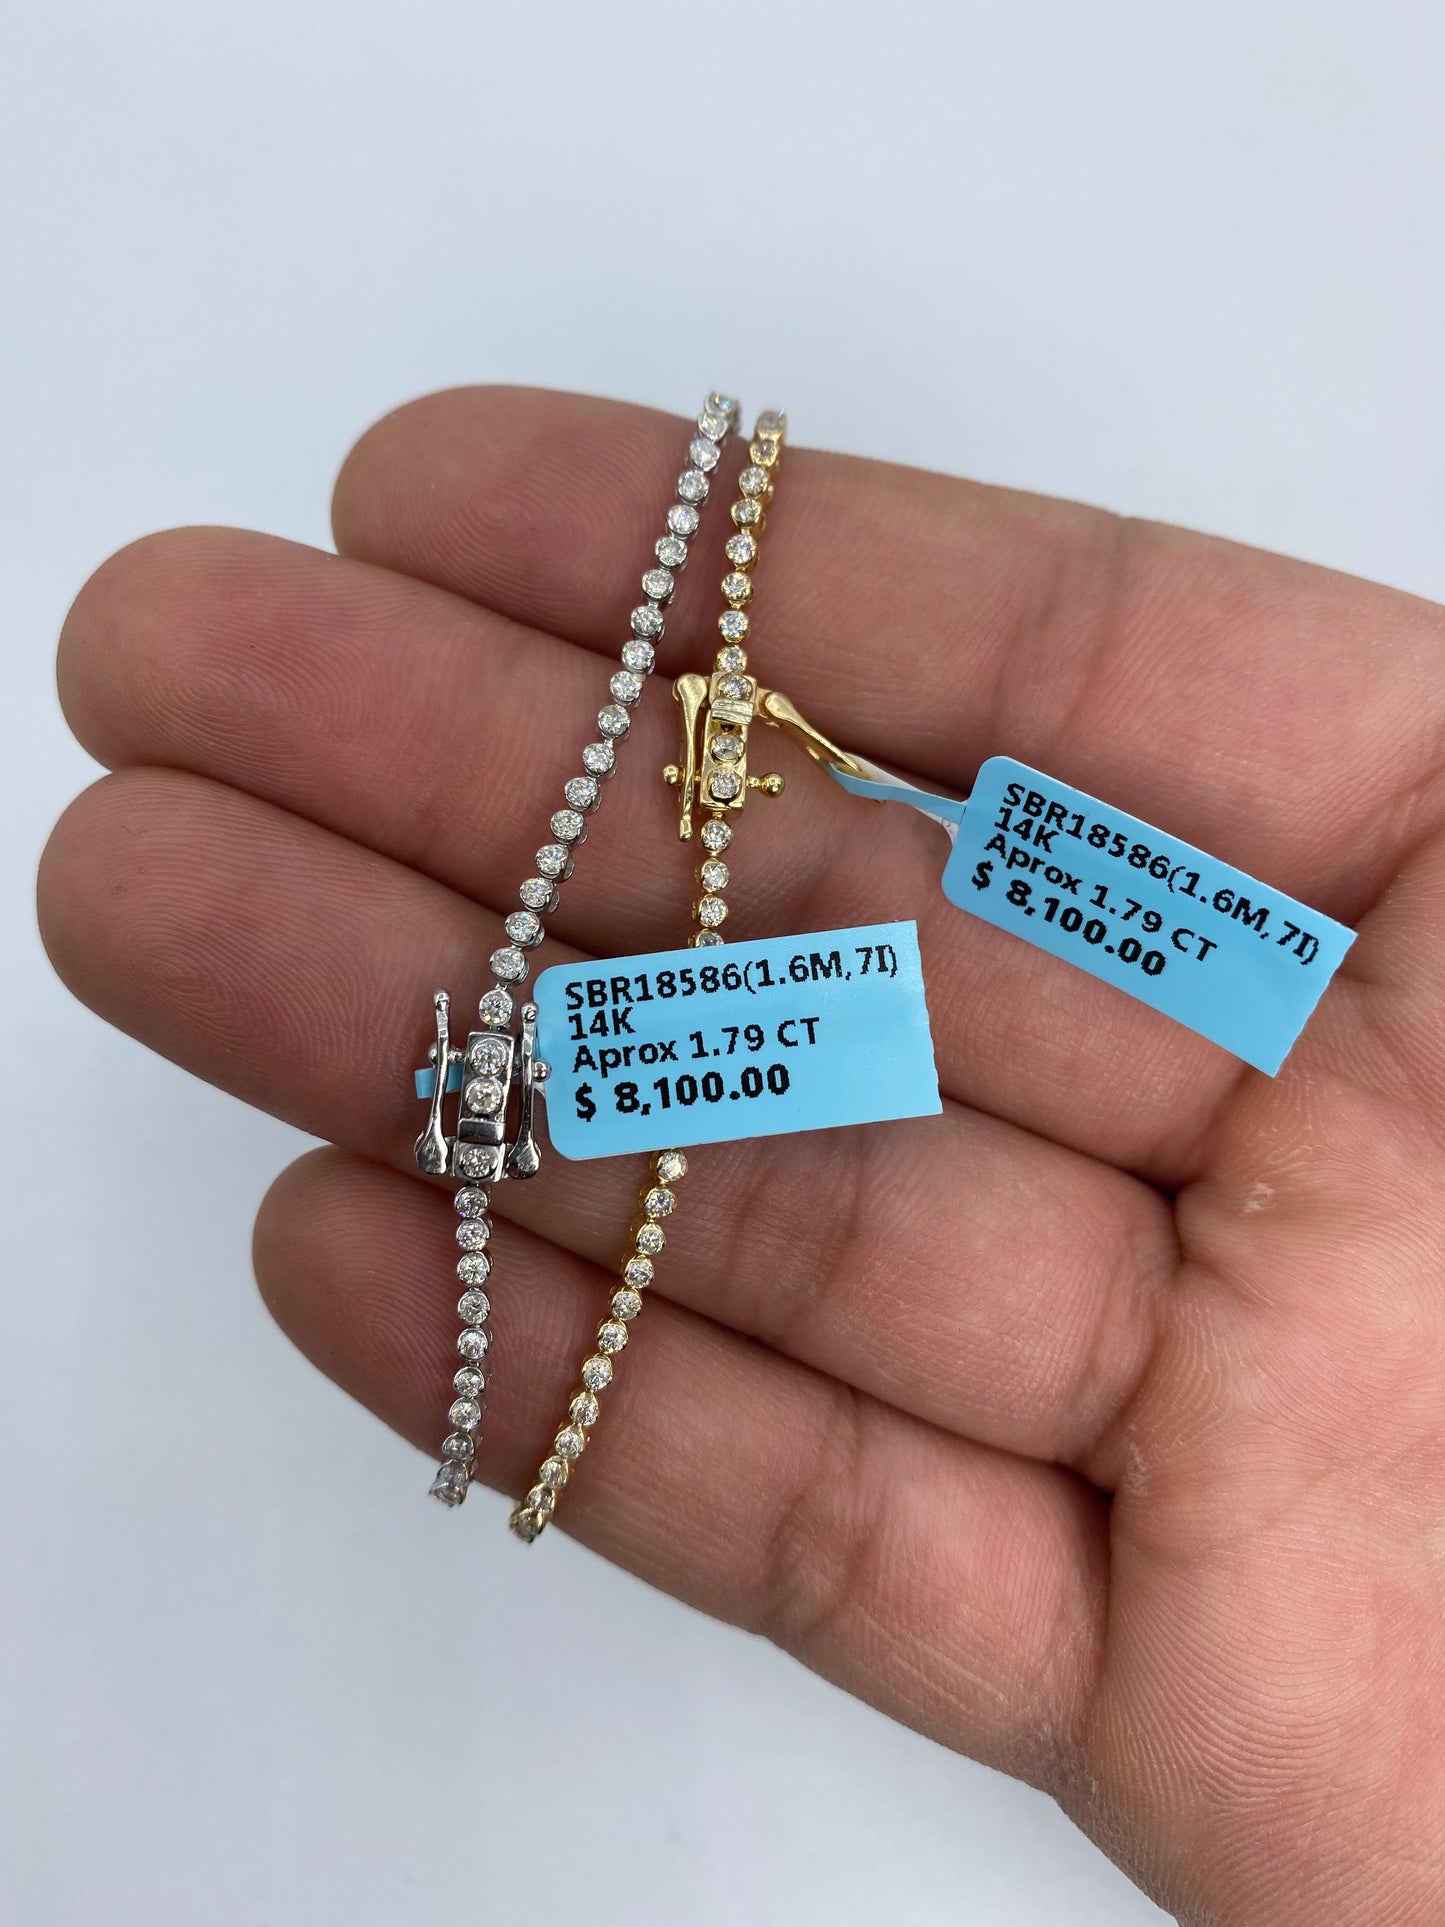 SBR18586(1.6M,7I)
14K
Aprox 1.79 CT
$ 8,100.00
SBR18586(1.6M,7I)
14K
Aprox 1.79 CT
$ 8,100.00